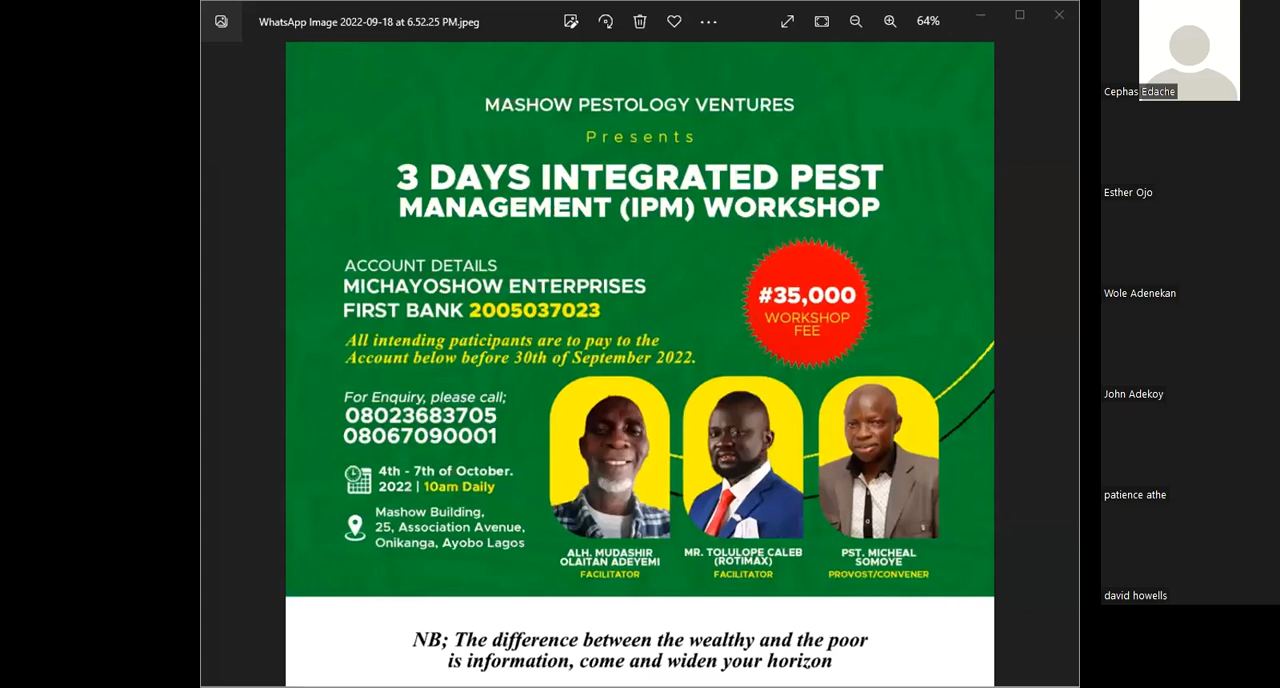 WhatsApp Image 2022-09-18 at 6.52.25 PM.jpeg
64%
MASHOW PESTOLOGY VENTURES
Presents
3 DAYS INTEGRATED PEST
MANAGEMENT (IPM) WORKSHOP
ACCOUNT DETAILS
MICHAYOSHOW ENTERPRISES
FIRST BANK 2005037023
All intending paticipants are to pay to the
Account below before 30th of September 2022.
#35,000
WORKSHOP
FEE
For Enquiry, please call;
08023683705
08067090001
4th - 7th of October.
2022 | 10am Daily
Mashow Building,
25, Association Avenue,
Onikanga, Ayobo Lagos
ALH. MUDASHIR
OLAITAN ADEYEMI
FACILITATOR
MR. TOLULOPE CALEB
(ROTIMAX)
FACILITATOR
PST. MICHEAL
SOMOYE
PROVOST/CONVENER
NB; The difference between the wealthy and the poor
is information, come and widen your horizon
Cephas Edache
Esther Ojo
Wole Adenekan
John Adekoy
patience athe
david howells